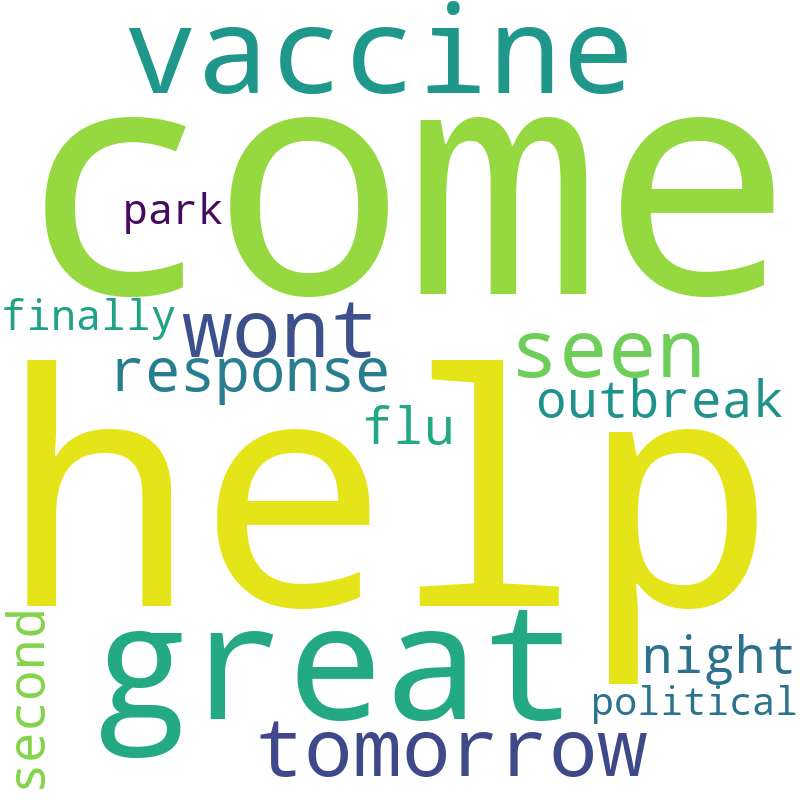 vaccine
come
park
finally
wont
seen
response
outbreak
flu
help
second
great
night
political
tomorrow